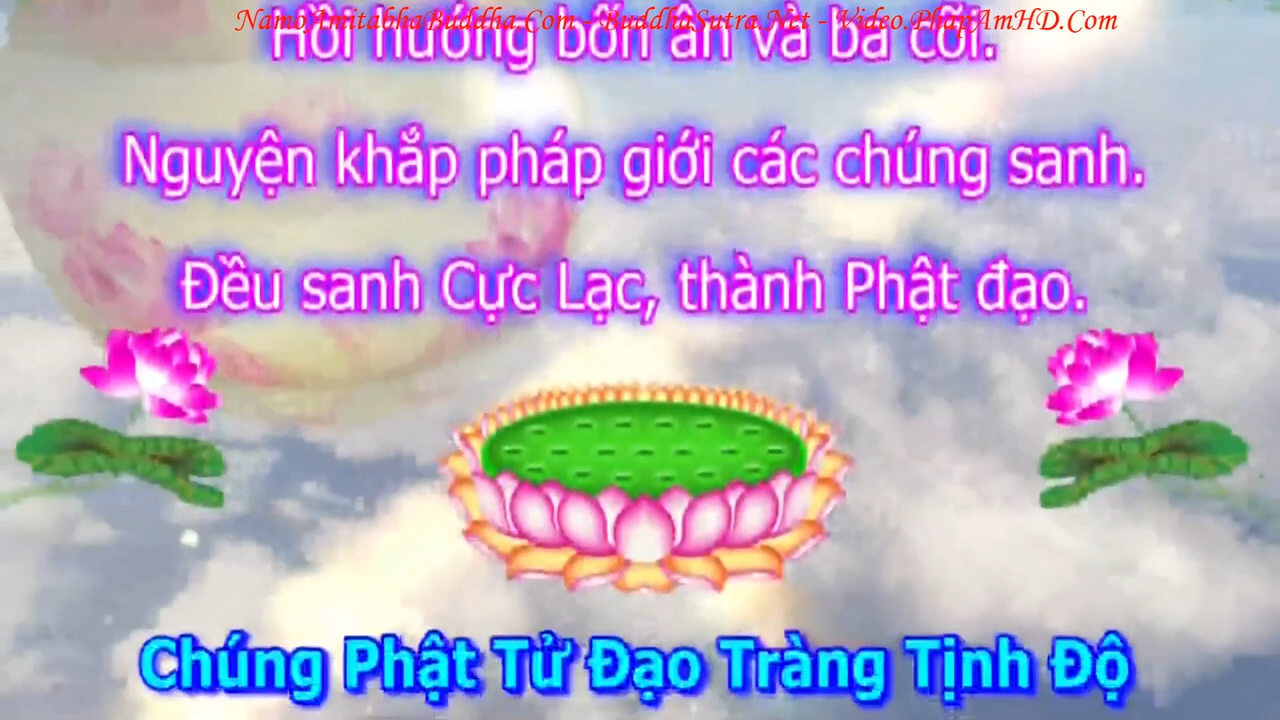 NamoAmitabhaBuddha.Com - BuddhaSutra.Net - Video.PhapAmHD.Com
Hồi hướng bốn ân và ba cõi.
Nguyện khắp pháp giới các chúng sanh.
Đều sanh Cực Lạc, thành Phật đạo.
Chúng Phật Tử Đạo Tràng Tịnh Độ